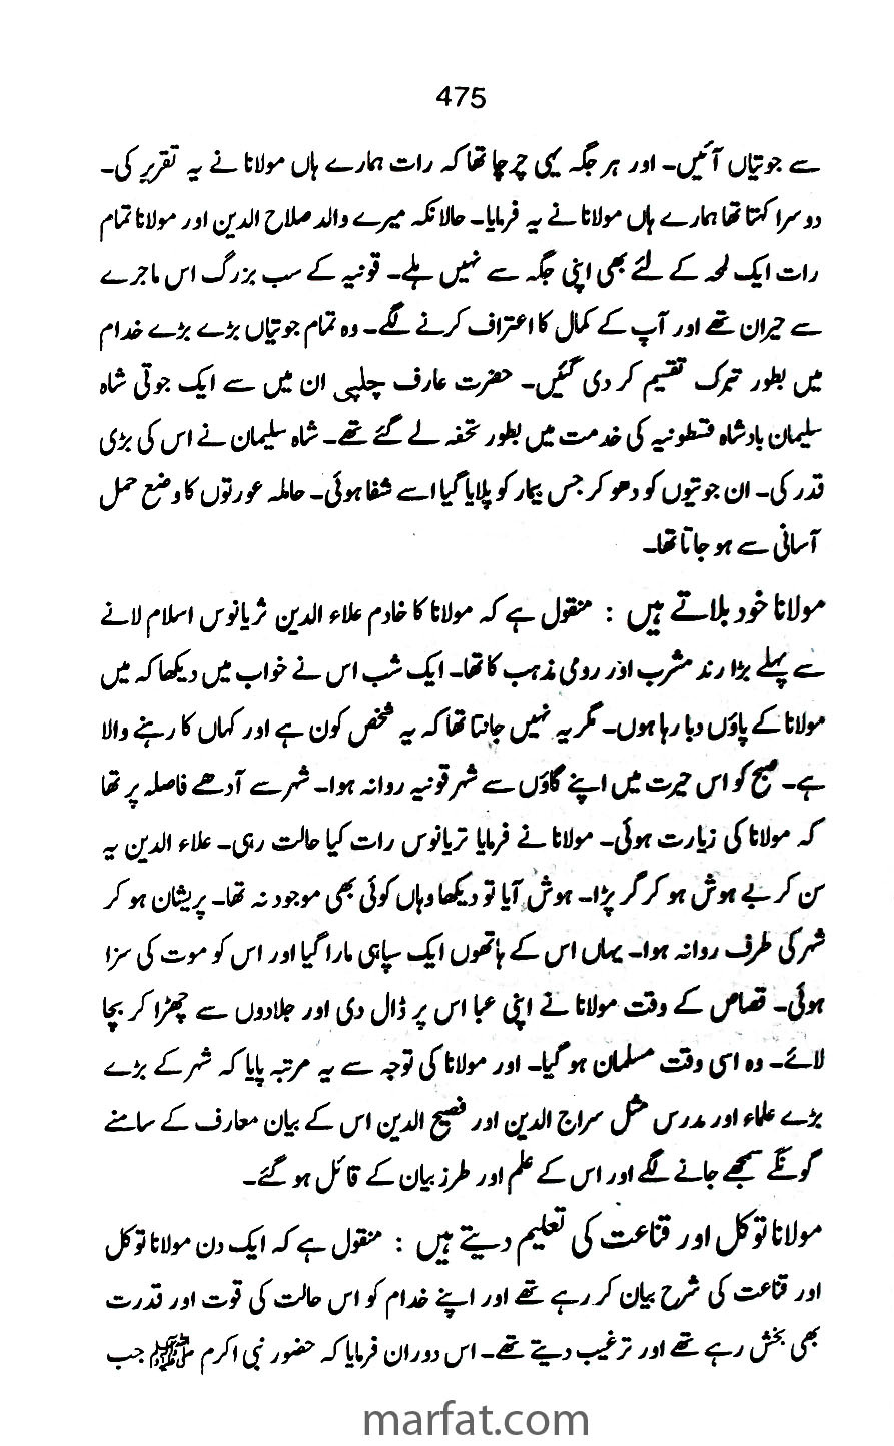 475
سے جوتیاں آئیں۔ اور ہر جگہ یہی چرچا تھا کہ رات ہمارے ہاں مولانا نے یہ تقریر کی۔
دوسرا کہتا تھا ہمارے ہاں مولانا نے یہ فرمایا۔ حالانکہ میرے والد صلاح الدین اور مولانا تمام
رات ایک لمحہ کے لئے بھی اپنی جگہ سے نہیں ہلے۔ قونیہ کے سب بزرگ اس ماجرے
سے حیران تھے اور آپ کے کمال کا اعتراف کرنے لگے۔ وہ تمام جوتیاں بڑے بڑے خدام
میں بطور تبرک تقسیم کر دی گئیں۔ حضرت عارف چلپی ان میں سے ایک جوتی شاہ
سلیمان بادشاہ قسطونیہ کی خدمت میں بطور تحفہ لے گئے تھے۔ شاہ سلیمان نے اس کی بڑی
قدر کی۔ ان جوتیوں کو دھو کر جس بیمار کو پلایا گیا اسے شفا ہوئی۔ حاملہ عورتوں کا وضع حمل
آسانی سے ہو جاتا تھا۔
مولانا خود بلاتے ہیں : منقول ہے کہ مولانا کا خادم علاء الدین ثریانوس اسلام لانے
سے پہلے بڑا رند مشرب اور رومی مذہب کا تھا۔ ایک شب اس نے خواب میں دیکھا کہ میں
مولانا کے پاؤں دبا رہا ہوں۔ مگر یہ نہیں جانتا تھا کہ یہ شخص کون ہے اور کہاں کا رہنے والا
ہے۔ صبح کو اس حیرت میں اپنے گاؤں سے شہر قونیہ روانہ ہوا۔ شہر سے آدھے فاصلہ پر تھا
کہ مولانا کی زیارت ہوئی۔ مولانا نے فرمایا تریانوس رات کیا حالت رہی۔ علاء الدین یہ
سن کر بے ہوش ہو کر گر پڑا۔ ہوش آیا تو دیکھا وہاں کوئی بھی موجود نہ تھا۔ پریشان ہو کر
شہر کی طرف روانہ ہوا۔ یہاں اس کے ہاتھوں ایک سپاہی مارا گیا اور اس کو موت کی سزا
ہوئی۔ قصاص کے وقت مولانا نے اپنی عبا اس پر ڈال دی اور جلادوں سے چھڑا کر بچا
لائے۔ وہ اسی وقت مسلمان ہو گیا۔ اور مولانا کی توجہ سے یہ مرتبہ پایا کہ شہر کے بڑے
بڑے علماء اور مدرس مثل سراج الدین اور فصیح الدین اس کے بیان معارف کے سامنے
گونگے سمجھے جانے لگے اور اس کے علم اور طرز بیان کے قائل ہو گئے۔
مولانا توکل اور قناعت کی تعلیم دیتے ہیں : منقول ہے کہ ایک دن مولانا توکل
اور قناعت کی شرح بیان کر رہے تھے اور اپنے خدام کو اس حالت کی قوت اور قدرت
بھی بخش رہے تھے اور ترغیب دیتے تھے۔ اس دوران فرمایا کہ حضور نبی اکرم ﷺ جب
marfat.com